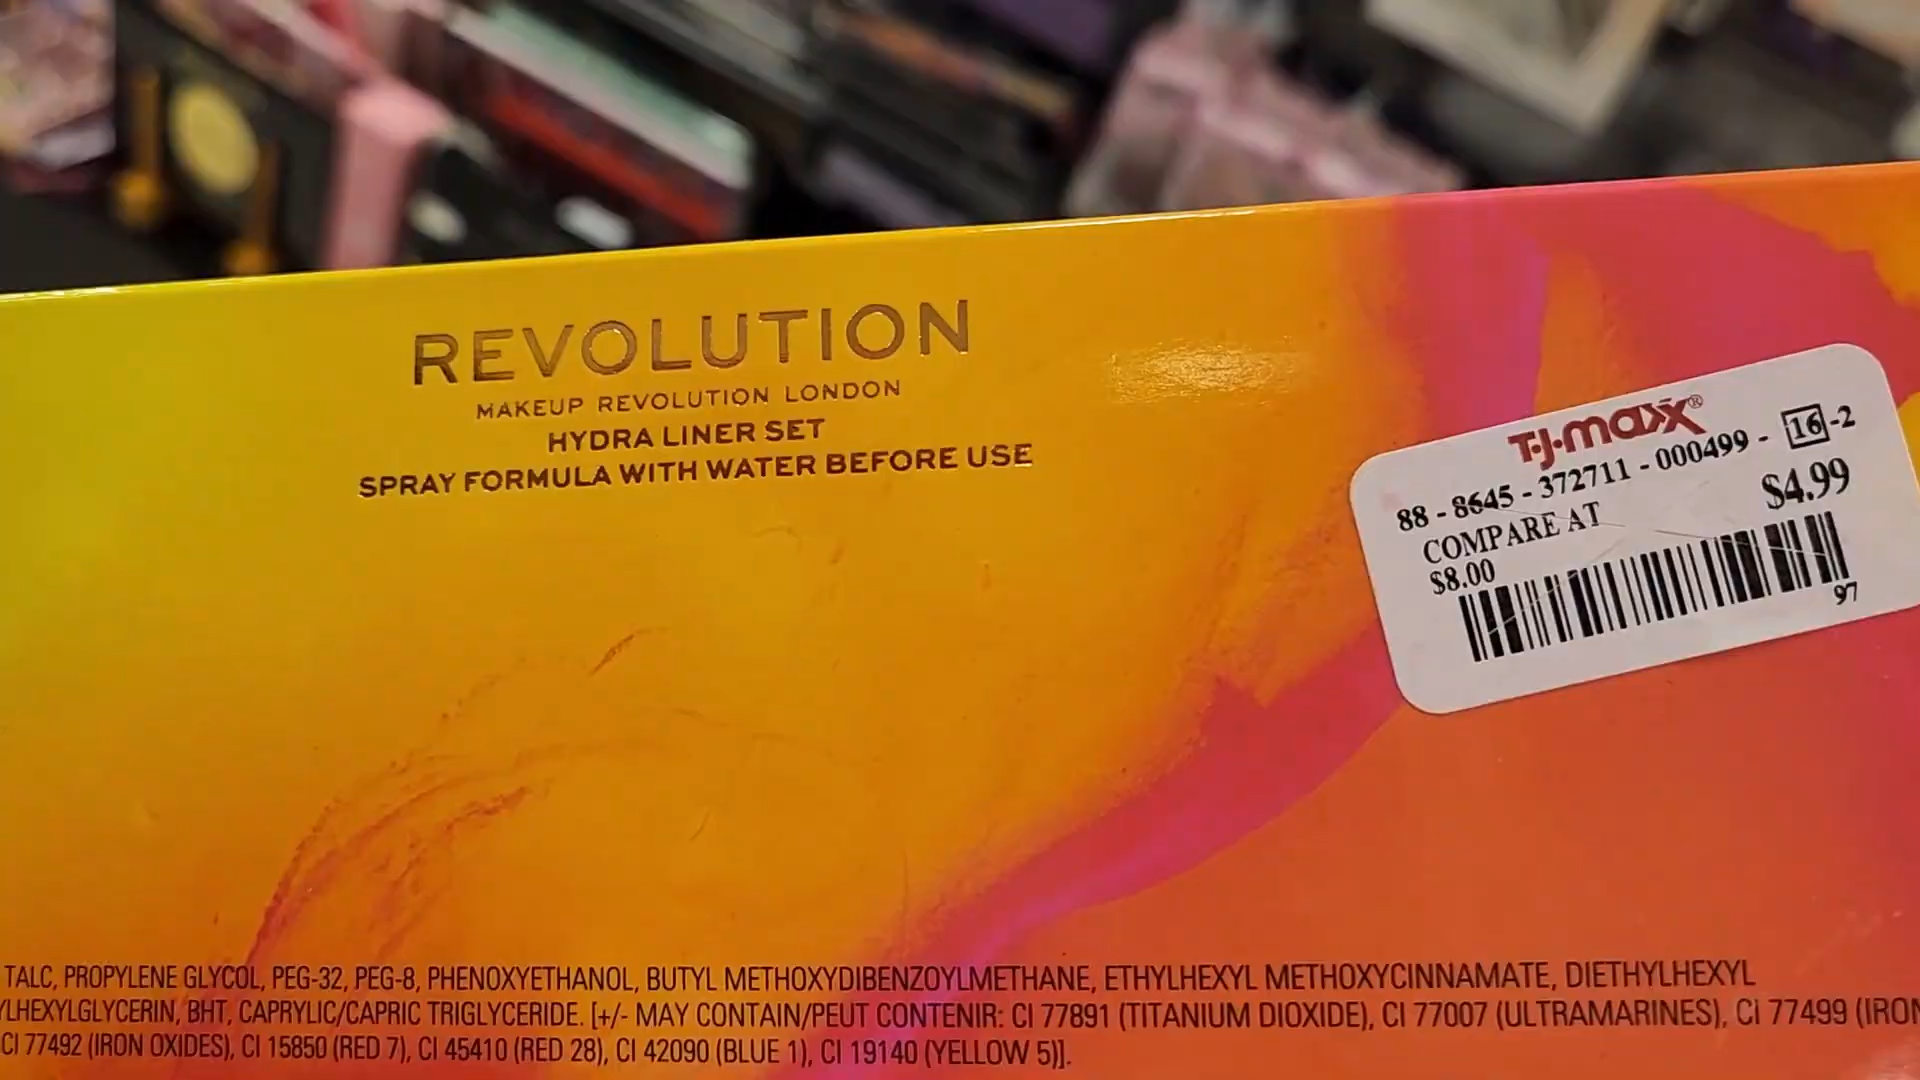 REVOLUTION
MAKEUP REVOLUTION LONDON
HYDRA LINER SET
SPRAY FORMULA WITH WATER BEFORE USE
T·J·maxx®
88 - 8645 - 372711 - 000499 - 16 -2
COMPARE AT $4.99
$8.00
97
TALC, PROPYLENE GLYCOL, PEG-32, PEG-8, PHENOXYETHANOL, BUTYL METHOXYDIBENZOYLMETHANE, ETHYLHEXYL METHOXYCINNAMATE, DIETHYLHEXYL
YLHEXYLGLYCERIN, BHT, CAPRYLIC/CAPRIC TRIGLYCERIDE. [+/- MAY CONTAIN/PEUT CONTENIR: CI 77891 (TITANIUM DIOXIDE), CI 77007 (ULTRAMARINES), CI 77499 (IRON
CI 77492 (IRON OXIDES), CI 15850 (RED 7), CI 45410 (RED 28), CI 42090 (BLUE 1), CI 19140 (YELLOW 5)].